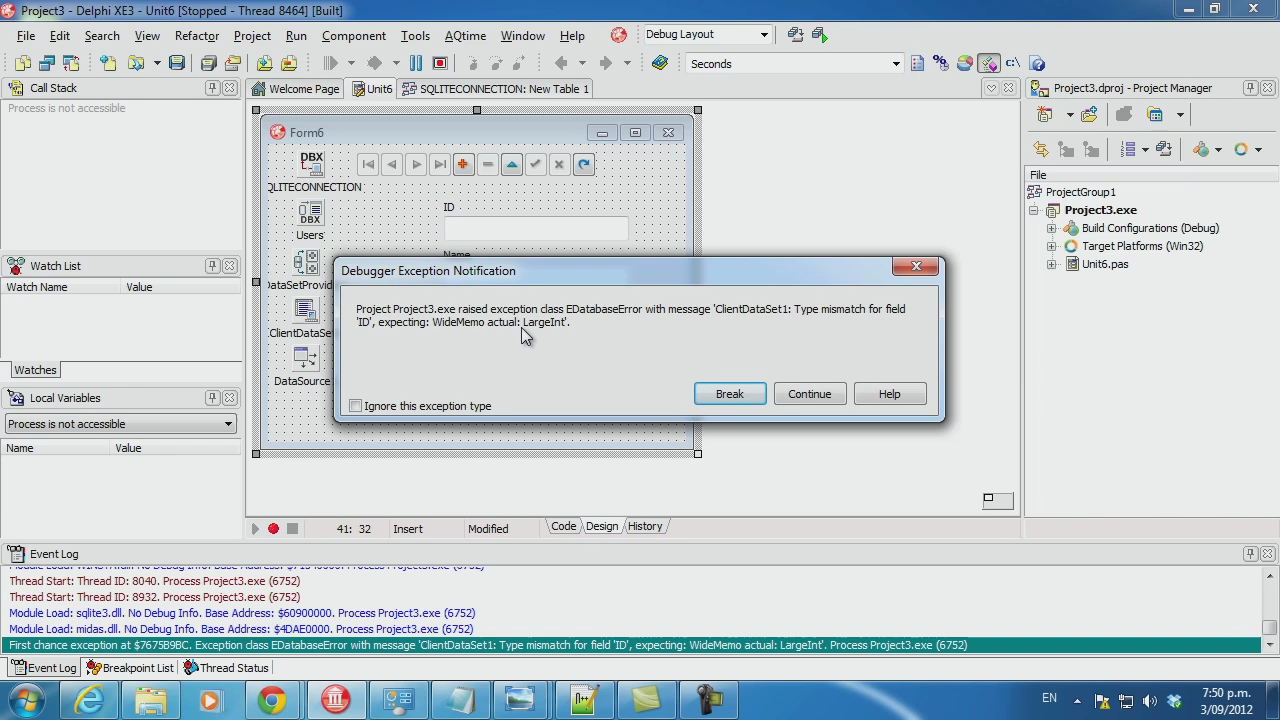 Project3 - Delphi XE3 - Unit6 [Stopped - Thread 8464] [Built]
File Edit Search View Refactor Project Run Component Tools AQtime Window Help Debug Layout
Seconds
Call Stack
Process is not accessible
Welcome Page Unit6 SQLITECONNECTION: New Table 1
Project3.dproj - Project Manager
Form6
DBX
QLITECONNECTION
DBX
Users
ID
Name
DataSetProvid
ClientDataSe
DataSource
File
ProjectGroup1
Project3.exe
Build Configurations (Debug)
Target Platforms (Win32)
Unit6.pas
Watch List
Watch Name Value
Watches
Local Variables
Process is not accessible
Name Value
Debugger Exception Notification
Project Project3.exe raised exception class EDatabaseError with message 'ClientDataSet1: Type mismatch for field
'ID', expecting: WideMemo actual: LargeInt'.
Break Continue Help
Ignore this exception type
41: 32 Insert Modified Code Design History
Event Log
Thread Start: Thread ID: 8040. Process Project3.exe (6752)
Thread Start: Thread ID: 8932. Process Project3.exe (6752)
Module Load: sqlite3.dll. No Debug Info. Base Address: $60900000. Process Project3.exe (6752)
Module Load: midas.dll. No Debug Info. Base Address: $4DAE0000. Process Project3.exe (6752)
First chance exception at $7675B9BC. Exception class EDatabaseError with message 'ClientDataSet1: Type mismatch for field 'ID', expecting: WideMemo actual: LargeInt'. Process Project3.exe (6752)
Event Log Breakpoint List Thread Status
EN
7:50 p.m.
3/09/2012